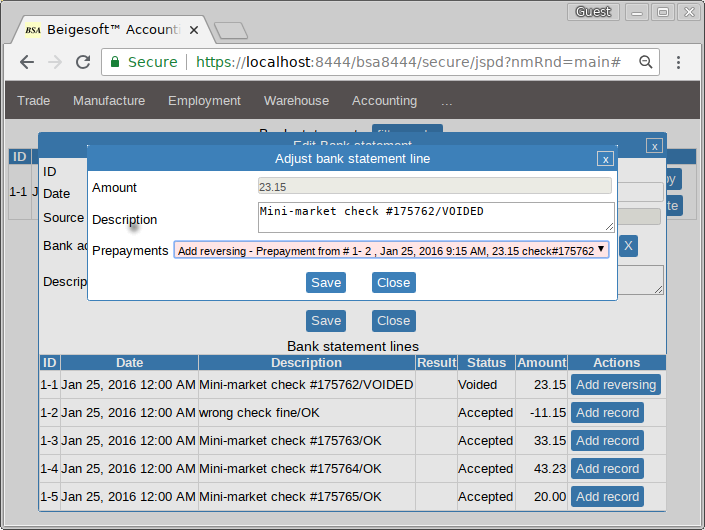 Guest
BSA Beigesoft™ Accounti
Secure https://localhost:8444/bsa8444/secure/jspd?nmRnd=main#
Trade Manufacture Employment Warehouse Accounting ...
Edit Bank statement x
Adjust bank statement line x
ID
ID
Amount 23.15
1-1 J
Date
Source
Description Mini-market check #175762/VOIDED
Bank ac
Prepayments Add reversing - Prepayment from # 1- 2 , Jan 25, 2016 9:15 AM, 23.15 check#175762
X
Descrip
Save Close
Save Close
Bank statement lines
ID Date Description Result Status Amount Actions
1-1 Jan 25, 2016 12:00 AM Mini-market check #175762/VOIDED Voided 23.15 Add reversing
1-2 Jan 25, 2016 12:00 AM wrong check fine/OK Accepted -11.15 Add record
1-3 Jan 25, 2016 12:00 AM Mini-market check #175763/OK Accepted 33.15 Add record
1-4 Jan 25, 2016 12:00 AM Mini-market check #175764/OK Accepted 43.23 Add record
1-5 Jan 25, 2016 12:00 AM Mini-market check #175765/OK Accepted 20.00 Add record